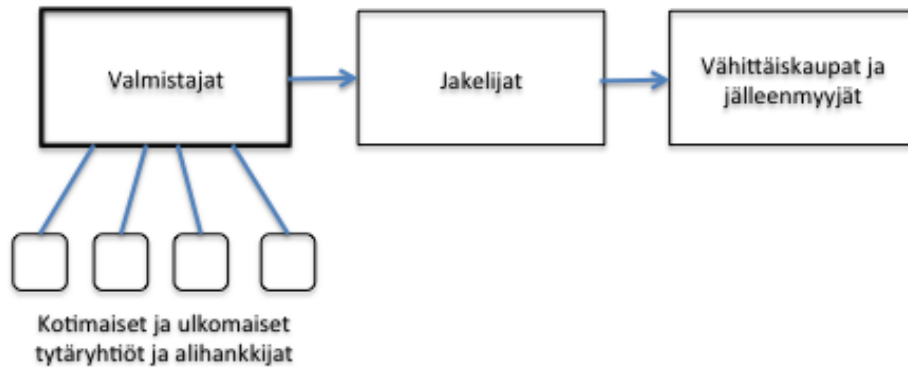 Valmistajat
Jakelijat
Vähittäiskaupat ja
jälleenmyyjät
Kotimaiset ja ulkomaiset
tytäryhtiöt ja alihankkijat